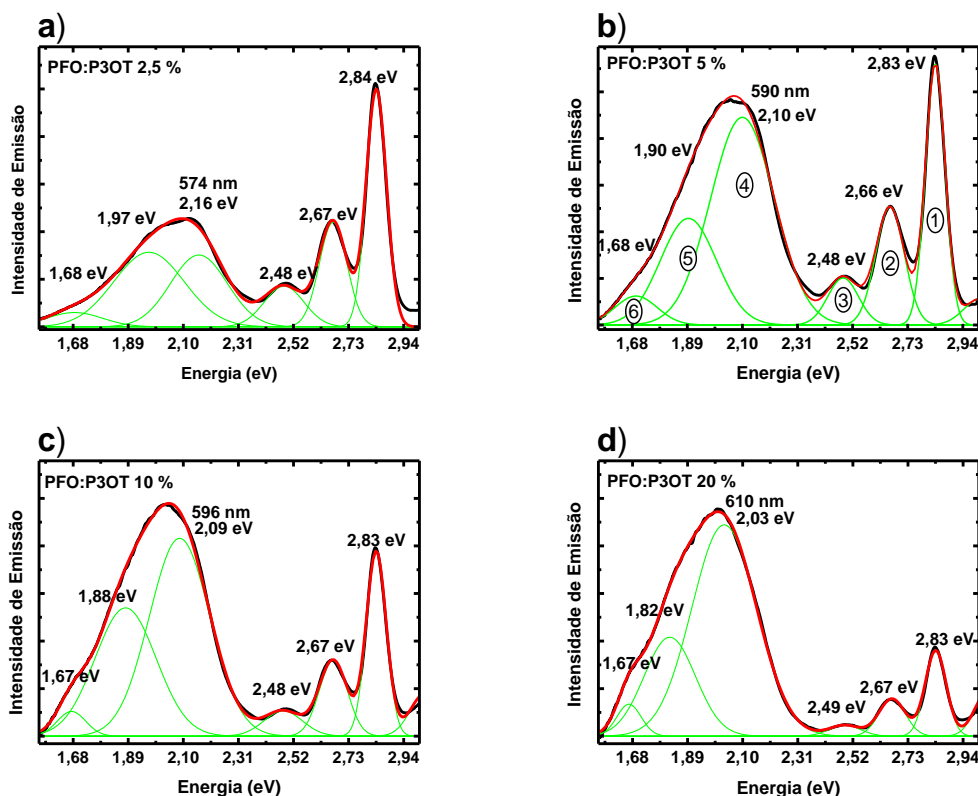 a)
PFO:P3OT 2,5 %
2,84 eV
574 nm
2,16 eV
1,97 eV
2,67 eV
1,68 eV
2,48 eV
Intensidade de Emissão
1,68 1,89 2,10 2,31 2,52 2,73 2,94
Energia (eV)
b)
PFO:P3OT 5 %
2,83 eV
590 nm
2,10 eV
1,90 eV
2,66 eV
1,68 eV
2,48 eV
1
2
3
4
5
6
Intensidade de Emissão
1,68 1,89 2,10 2,31 2,52 2,73 2,94
Energia (eV)
c)
PFO:P3OT 10 %
596 nm
2,09 eV
2,83 eV
1,88 eV
2,67 eV
1,67 eV
2,48 eV
Intensidade de Emissão
1,68 1,89 2,10 2,31 2,52 2,73 2,94
Energia (eV)
d)
PFO:P3OT 20 %
610 nm
2,03 eV
1,82 eV
2,83 eV
1,67 eV
2,67 eV
2,49 eV
Intensidade de Emissão
1,68 1,89 2,10 2,31 2,52 2,73 2,94
Energia (eV)